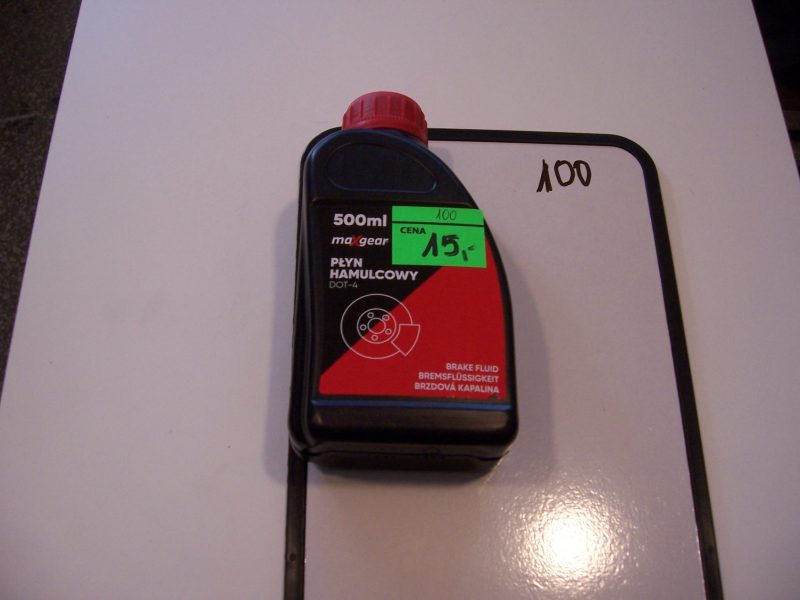 100
500ml
100
CENA
15,-
maXgear
PŁYN
HAMULCOWY
DOT-4
BRAKE FLUID
BREMSFLÜSSIGKEIT
BRZDOVÁ KAPALINA